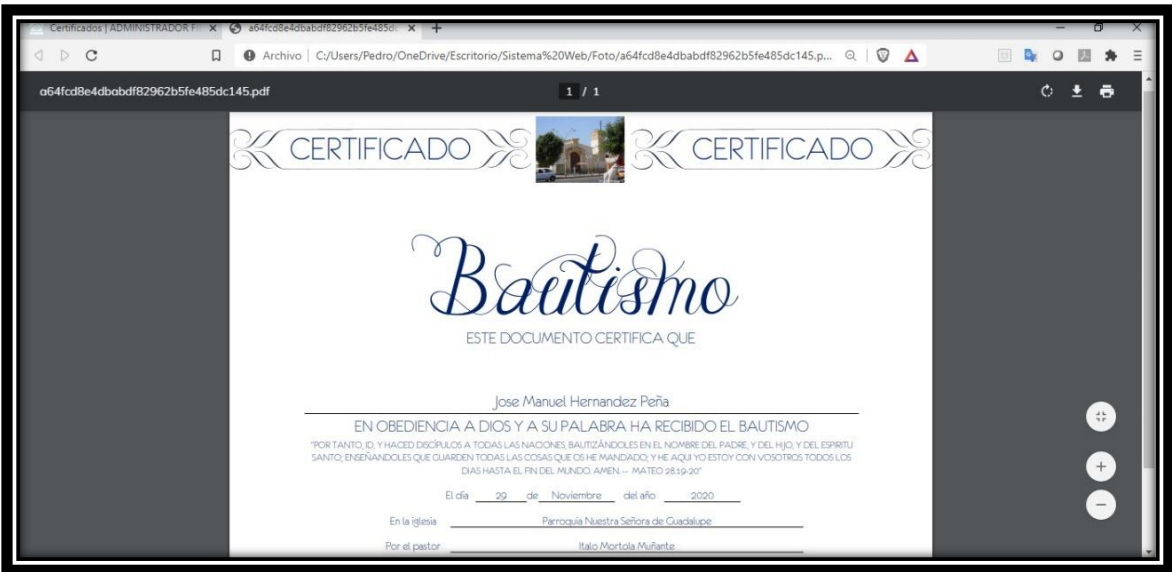 Certificados | ADMINISTRADOR FI
a64fcd8e4dbabdf82962b5fe485d
Archivo | C:/Users/Pedro/OneDrive/Escritorio/Sistema%20Web/Foto/a64fcd8e4dbabdf82962b5fe485dc145.p...
a64fcd8e4dbabdf82962b5fe485dc145.pdf
1 / 1
CERTIFICADO CERTIFICADO
Bautismo
ESTE DOCUMENTO CERTIFICA QUE
Jose Manuel Hernandez Peña
EN OBEDIENCIA A DIOS Y A SU PALABRA HA RECIBIDO EL BAUTISMO
"POR TANTO, ID, Y HACED DISCÍPULOS A TODAS LAS NACIONES, BAUTIZÁNDOLES EN EL NOMBRE DEL PADRE, Y DEL HIJO, Y DEL ESPIRITU
SANTO; ENSEÑANDOLES QUE GUARDEN TODAS LAS COSAS QUE OS HE MANDADO; Y HE AQUI YO ESTOY CON VOSOTROS TODOS LOS
DIAS HASTA EL FIN DEL MUNDO. AMEN. -- MATEO 28:19-20"
El día 29 de Noviembre del año 2020
En la iglesia Parroquia Nuestra Señora de Guadalupe
Por el pastor Italo Mortola Muñante